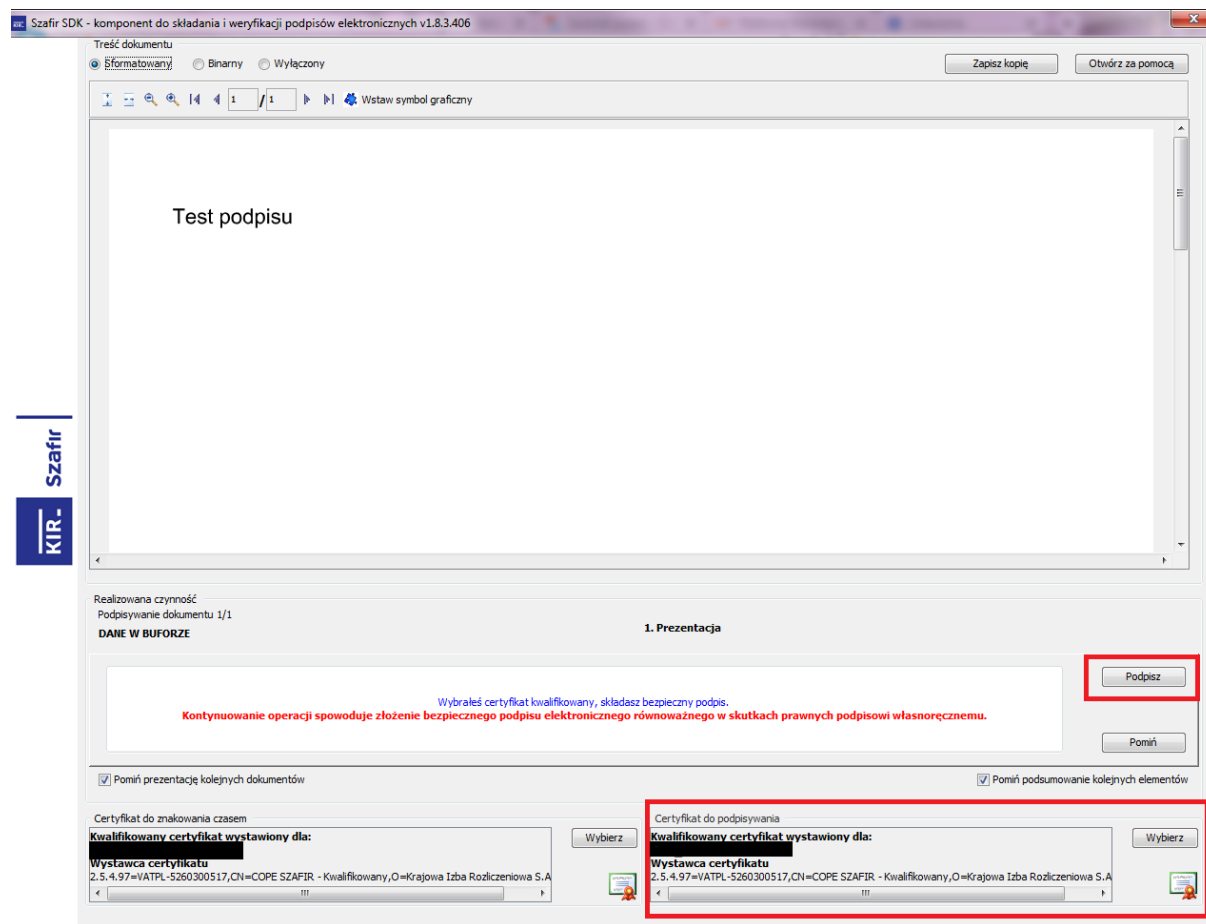 Szafir SDK - komponent do składania i weryfikacji podpisów elektronicznych v1.8.3.406
Treść dokumentu
Sformatowany Binarny Wyłączony Zapisz kopię Otwórz za pomocą
1 / 1 Wstaw symbol graficzny
Test podpisu
KIR Szafir
Realizowana czynność
Podpisywanie dokumentu 1/1
DANE W BUFORZE
1. Prezentacja
Wybrałeś certyfikat kwalifikowany, składasz bezpieczny podpis.
Kontynuowanie operacji spowoduje złożenie bezpiecznego podpisu elektronicznego równoważnego w skutkach prawnych podpisowi własnoręcznemu.
Podpisz
Pomiń
Pomiń prezentację kolejnych dokumentów Pomiń podsumowanie kolejnych elementów
Certyfikat do znakowania czasem
Kwalifikowany certyfikat wystawiony dla:
Wybierz
Wystawca certyfikatu
2.5.4.97=VATPL-5260300517,CN=COPE SZAFIR - Kwalifikowany,O=Krajowa Izba Rozliczeniowa S.A
Certyfikat do podpisywania
Kwalifikowany certyfikat wystawiony dla:
Wybierz
Wystawca certyfikatu
2.5.4.97=VATPL-5260300517,CN=COPE SZAFIR - Kwalifikowany,O=Krajowa Izba Rozliczeniowa S.A